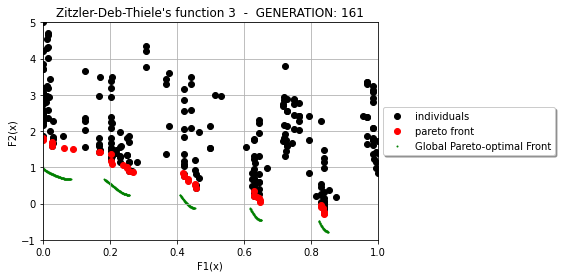 Zitzler-Deb-Thiele's function 3 - GENERATION: 161
5
4
3
2
1
0
−1
F2(x)
0.0 0.2 0.4 0.6 0.8 1.0
F1(x)
individuals
pareto front
Global Pareto-optimal Front